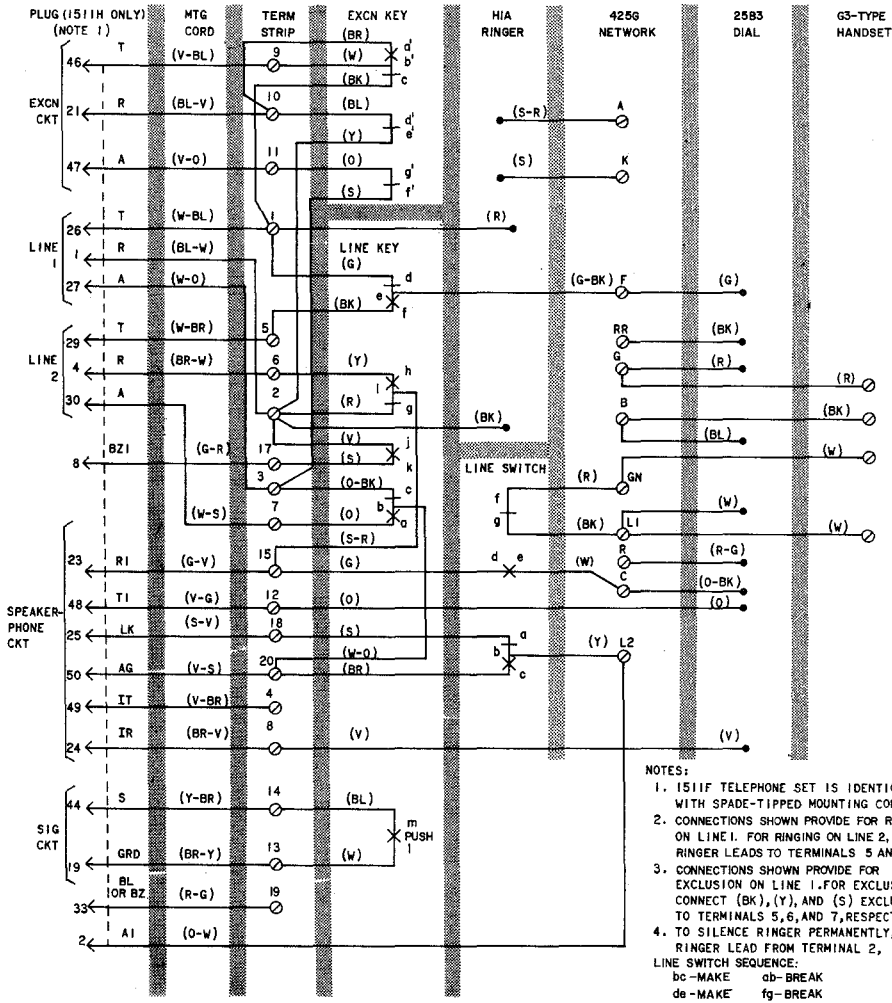 PLUG (1511H ONLY)
(NOTE 1)
MTG
CORD
TERM
STRIP
EXCN KEY
HIA
RINGER
425G
NETWORK
25B3
DIAL
G3-TYPE
HANDSET
EXCN
CKT
46 T (V-BL) 9 (BR) a'
(W) b'
(BK) c
21 R (BL-V) 10 (BL) d'
(Y) e'
47 A (V-O) 11 (O) g'
(S) f'
(S-R) A
(S) K
LINE
1
26 T (W-BL) 1 (R)
1 R (BL-W)
27 A (W-O)
LINE KEY
(G) d
e
(BK) f
(G-BK) F (G)
LINE
2
29 T (W-BR) 5
4 R (BR-W) 6 (Y) h
i
30 A 2 (R) g
RR (BK)
G (R)
(R)
B (BK)
(BL)
(BK)
(V) j
8 BZ1 (G-R) 17 (S) k
3 (O-BK) c
b
(W-S) 7 (O) a
LINE SWITCH
f (R) GN (W)
g (BK) L1 (W)
(W)
SPEAKER-
PHONE
CKT
(S-R)
23 R1 (G-V) 15 (G) d e (W) R (R-G)
C (O-BK)
48 T1 (V-G) 12 (O) (O)
25 LK (S-V) 18 (S) a
(W-O) b (Y) L2
50 AG (V-S) 20 (BR) c
49 IT (V-BR) 4
24 IR (BR-V) 8 (V) (V)
SIG
CKT
44 S (Y-BR) 14 (BL)
m
PUSH
1
19 GRD (BR-Y) 13 (W)
BL
OR BZ
33 (R-G) 19
2 A1 (O-W)
NOTES:
1. 1511F TELEPHONE SET IS IDENTIC
WITH SPADE-TIPPED MOUNTING CO
2. CONNECTIONS SHOWN PROVIDE FOR R
ON LINE 1. FOR RINGING ON LINE 2,
RINGER LEADS TO TERMINALS 5 AN
3. CONNECTIONS SHOWN PROVIDE FOR
EXCLUSION ON LINE 1. FOR EXCLUS
CONNECT (BK), (Y), AND (S) EXCLU
TO TERMINALS 5,6, AND 7, RESPECT
4. TO SILENCE RINGER PERMANENTLY,
RINGER LEAD FROM TERMINAL 2,
LINE SWITCH SEQUENCE:
bc-MAKE ab-BREAK
de-MAKE fg-BREAK